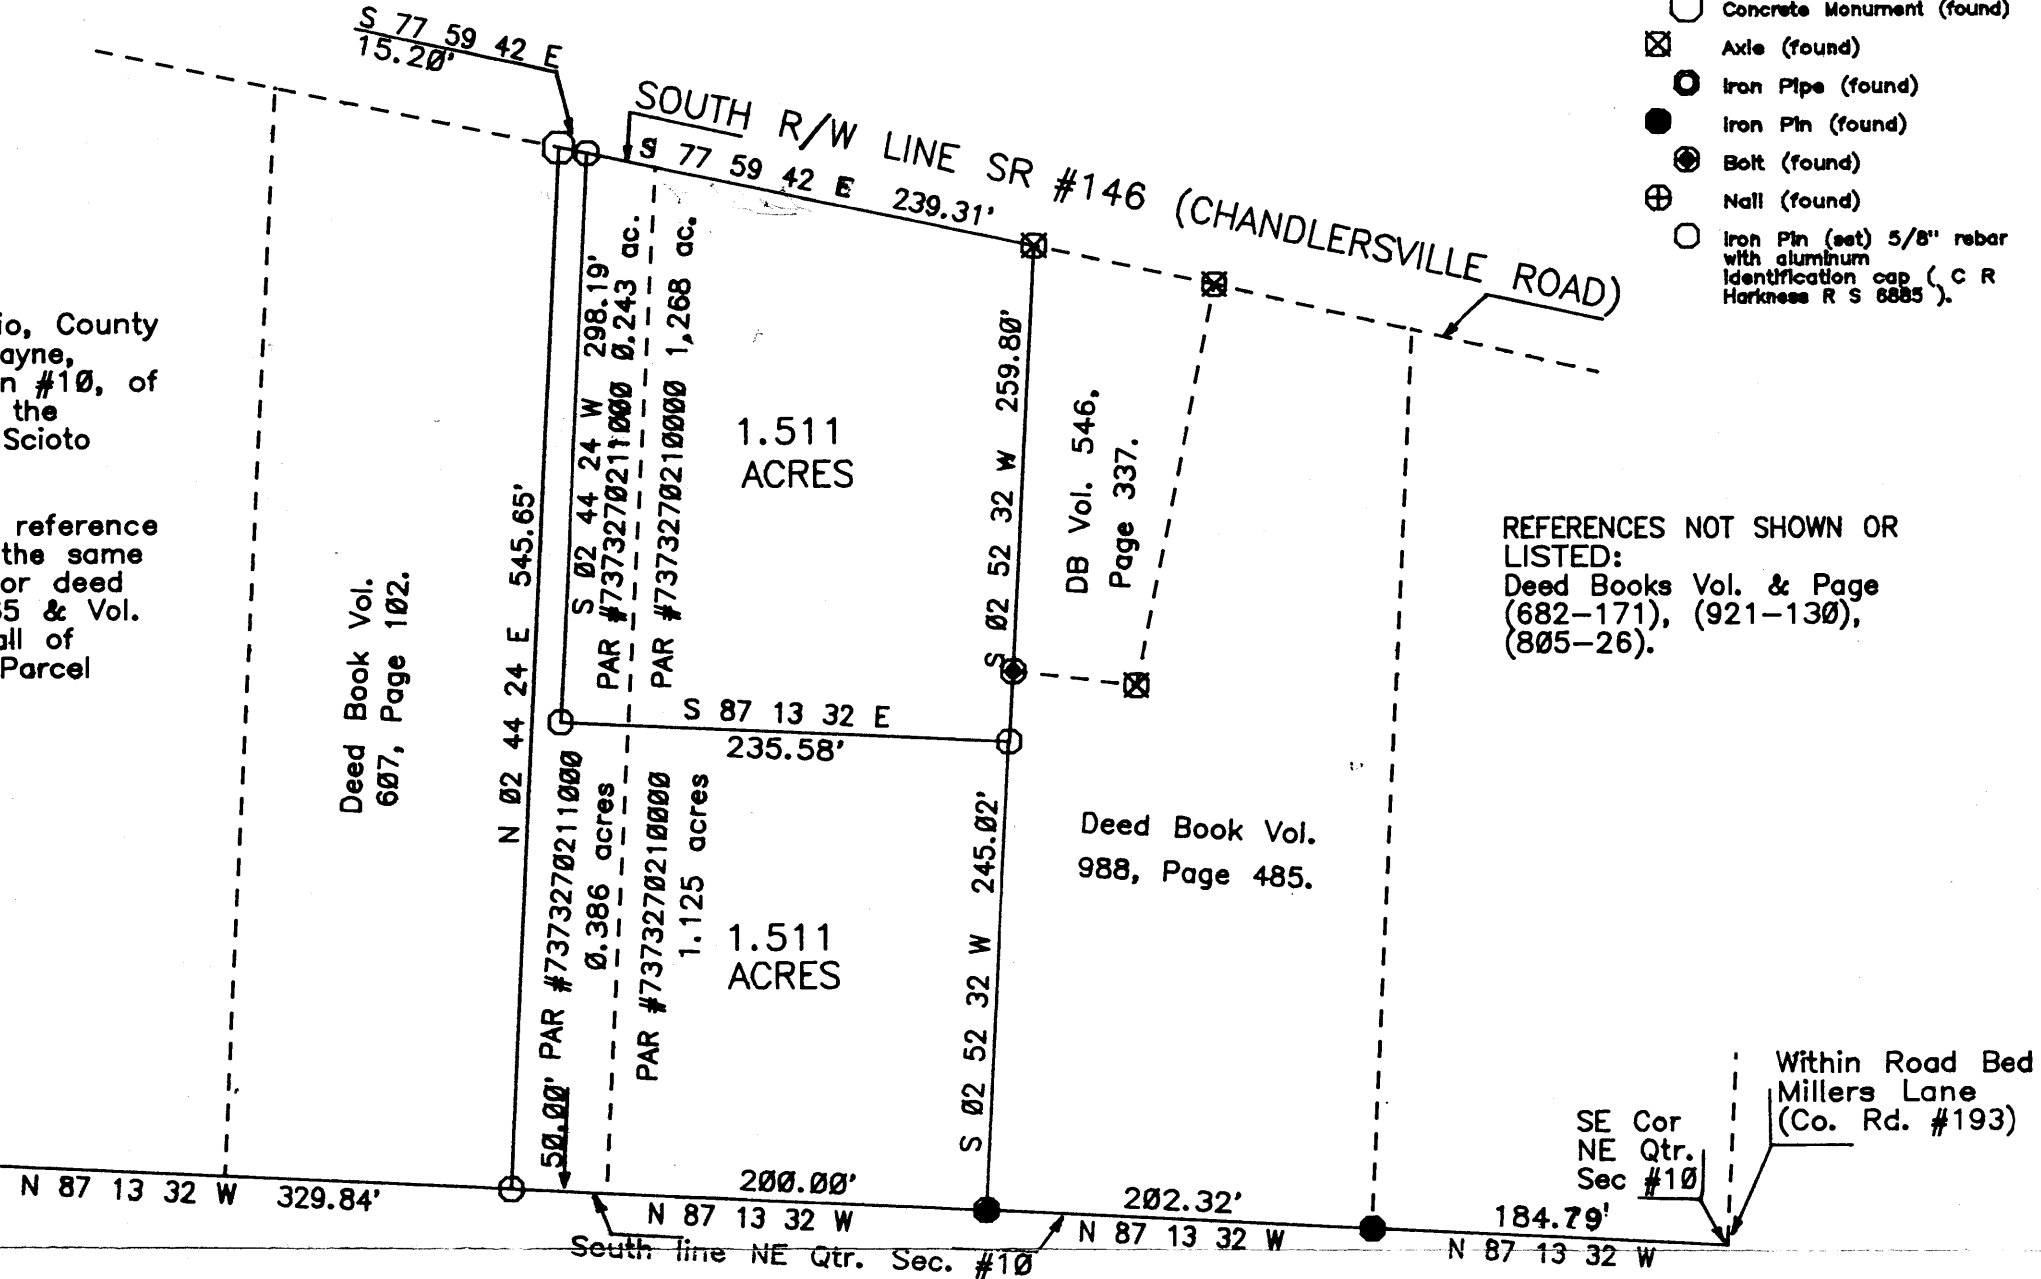 S 77 59 42 E
15.20'
SOUTH R/W LINE SR #146 (CHANDLERSVILLE ROAD)
S 77 59 42 E 239.31'
Concrete Monument (found)
Axle (found)
Iron Pipe (found)
Iron Pin (found)
Bolt (found)
Nail (found)
Iron Pin (set) 5/8" rebar
with aluminum
identification cap ( C R
Harkness R S 6885 ).
io, County
ayne,
n #10, of
the
Scioto
reference
the same
or deed
55 & Vol.
all of
Parcel
Deed Book Vol.
607, Page 102.
N 02 44 24 E 545.65'
S 02 44 24 W 298.19'
PAR #7373270211000 0.243 ac.
PAR #7373270210000 1,268 ac.
1.511
ACRES
S 02 52 32 W 259.80'
DB Vol. 546,
Page 337.
REFERENCES NOT SHOWN OR
LISTED:
Deed Books Vol. & Page
(682-171), (921-130),
(805-26).
S 87 13 32 E
235.58'
50.00' PAR #7373270211000
0.386 acres
PAR #7373270210000
1.125 acres
1.511
ACRES
S 02 52 32 W 245.02'
Deed Book Vol.
988, Page 485.
Within Road Bed
Millers Lane
(Co. Rd. #193)
SE Cor
NE Qtr.
Sec #10
N 87 13 32 W 329.84'
200.00'
N 87 13 32 W
202.32'
N 87 13 32 W
184.79'
N 87 13 32 W
South line NE Qtr. Sec. #10